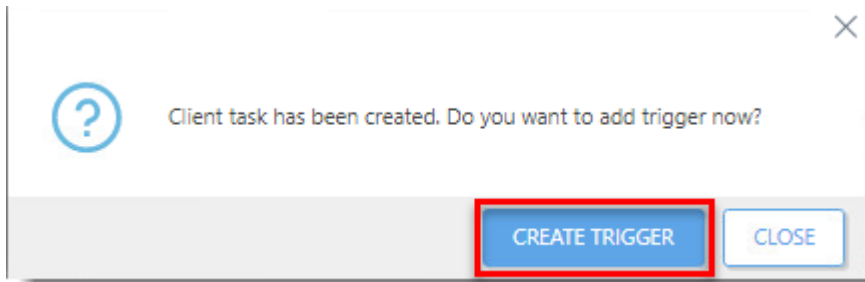 Client task has been created. Do you want to add trigger now?
CREATE TRIGGER
CLOSE